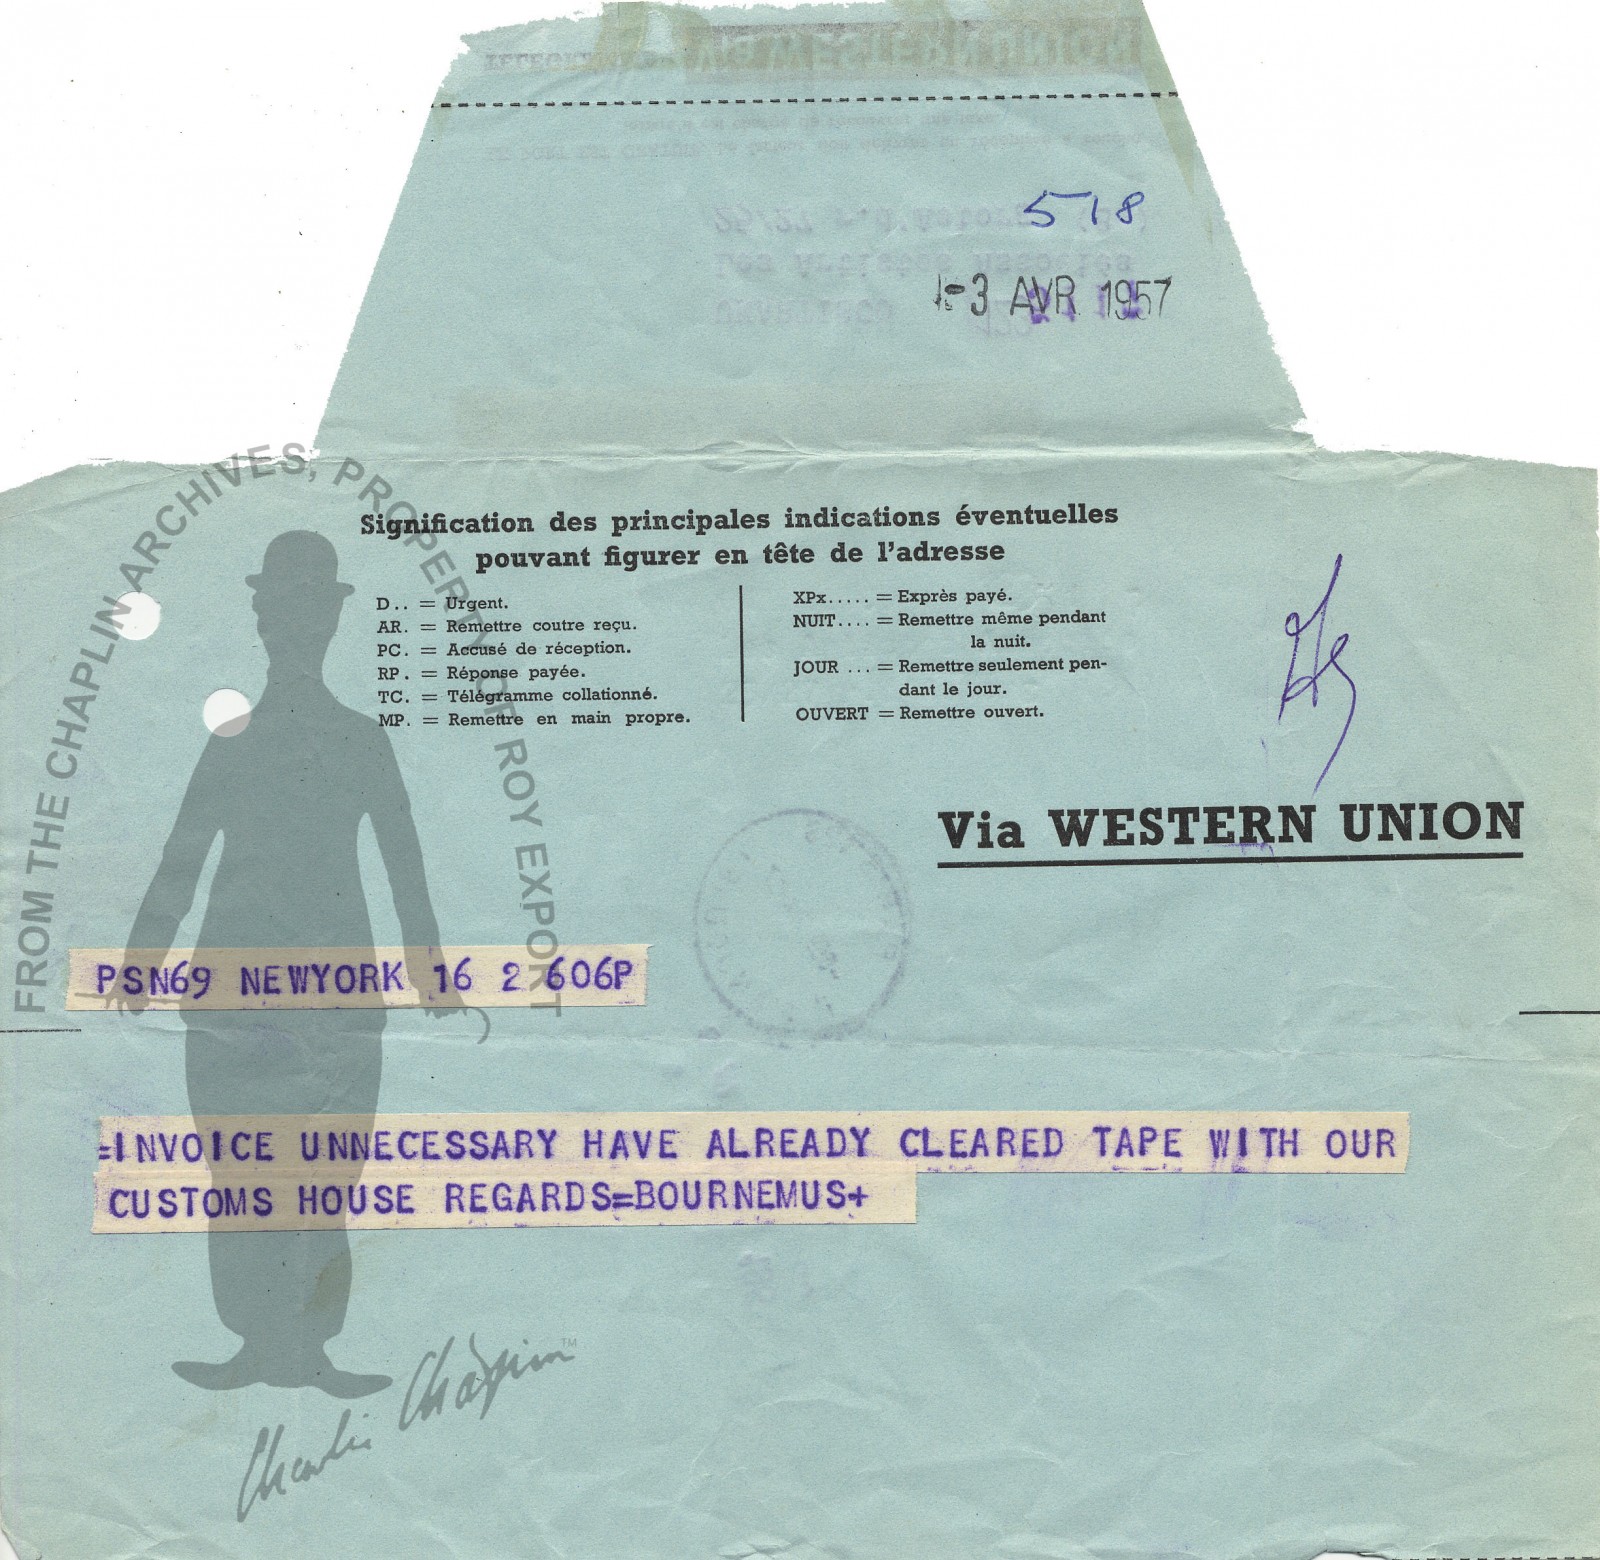 518
-3 AVR 1957
Signification des principales indications éventuelles
pouvant figurer en tête de l'adresse
D.. = Urgent.
AR. = Remettre coutre reçu.
PC. = Accusé de réception.
RP. = Réponse payée.
TC. = Télégramme collationné.
MP. = Remettre en main propre.
XPx..... = Exprès payé.
NUIT.... = Remettre même pendant
la nuit.
JOUR ... = Remettre seulement pen-
dant le jour.
OUVERT = Remettre ouvert.
Via WESTERN UNION
PSN69 NEWYORK 16 2 606P
=INVOICE UNNECESSARY HAVE ALREADY CLEARED TAPE WITH OUR
CUSTOMS HOUSE REGARDS=BOURNEMUS+
FROM THE CHAPLIN ARCHIVES, PROPERTY OF ROY EXPORT
Charlie Chaplin™